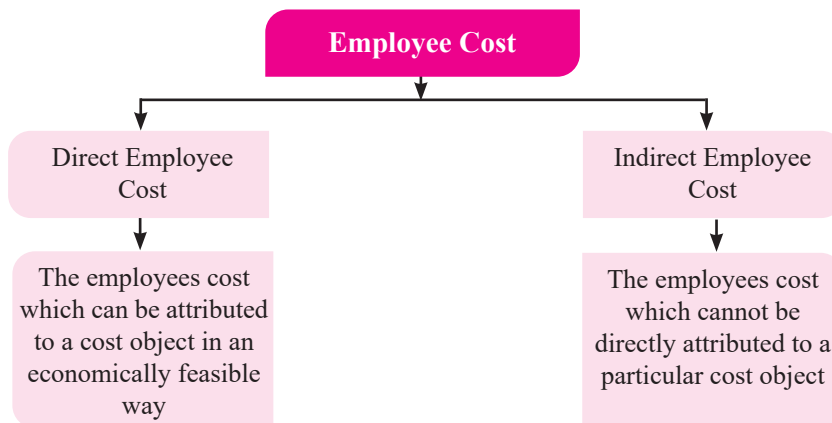 Employee Cost
Direct Employee
Cost
Indirect Employee
Cost
The employees cost
which can be attributed
to a cost object in an
economically feasible
way
The employees cost
which cannot be
directly attributed to a
particular cost object